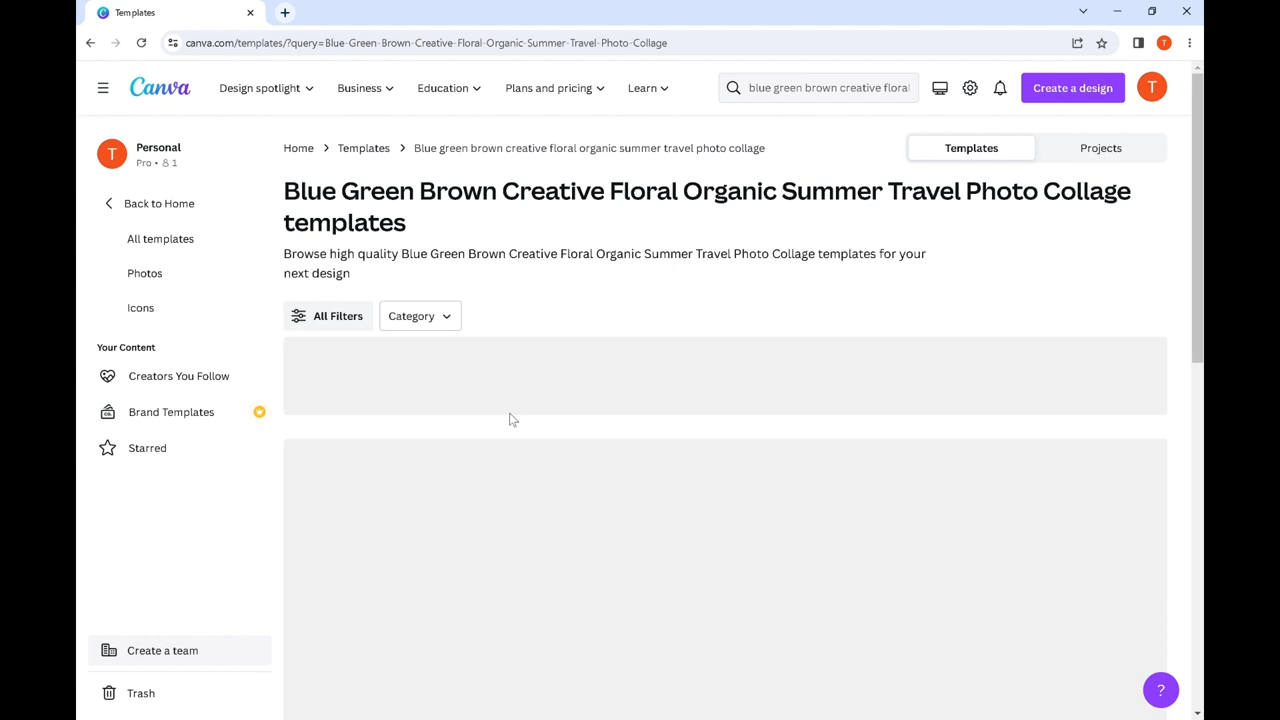 Templates
canva.com/templates/?query=Blue-Green-Brown-Creative-Floral-Organic-Summer-Travel-Photo-Collage
T
Canva
Design spotlight
Business
Education
Plans and pricing
Learn
blue green brown creative floral
Create a design
T
T
Personal
Pro • 1
Home
Templates
Blue green brown creative floral organic summer travel photo collage
Templates
Projects
Blue Green Brown Creative Floral Organic Summer Travel Photo Collage
templates
Back to Home
All templates
Browse high quality Blue Green Brown Creative Floral Organic Summer Travel Photo Collage templates for your
next design
Photos
Icons
All Filters
Category
Your Content
Creators You Follow
Brand Templates
Starred
Create a team
Trash
?